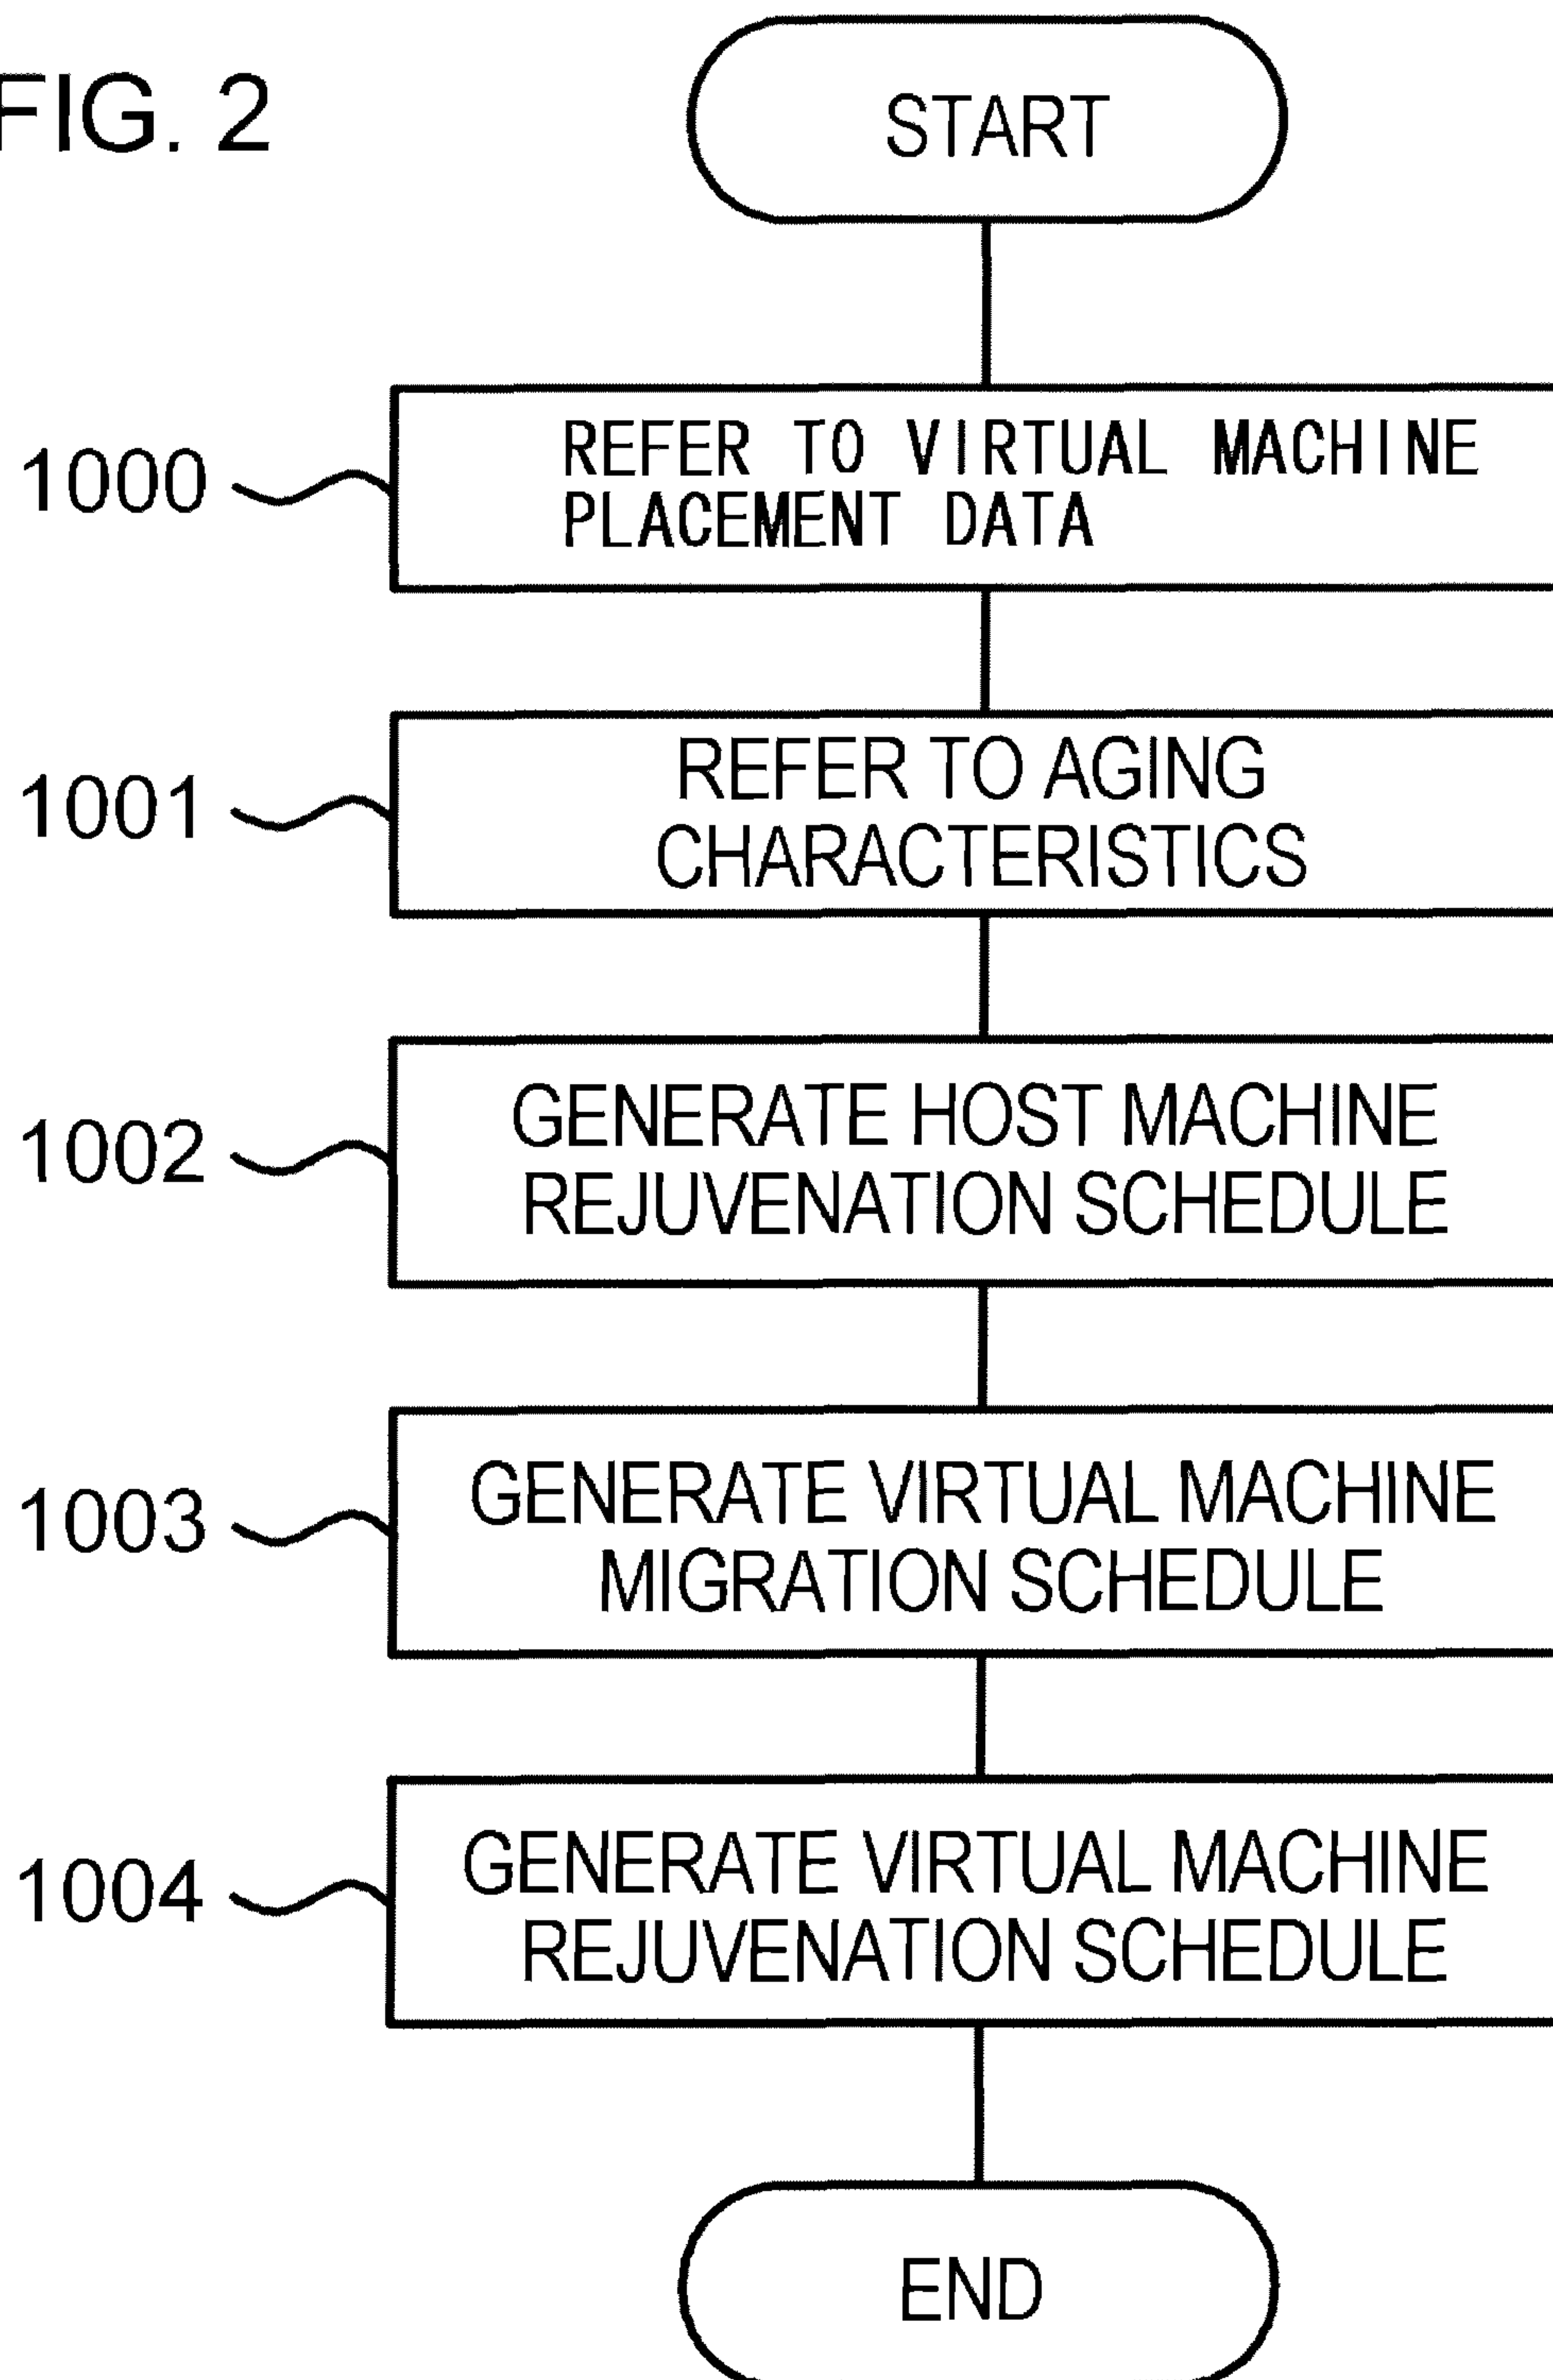 FIG. 2
START
1000
REFER TO VIRTUAL MACHINE
PLACEMENT DATA
1001
REFER TO AGING
CHARACTERISTICS
1002
GENERATE HOST MACHINE
REJUVENATION SCHEDULE
1003
GENERATE VIRTUAL MACHINE
MIGRATION SCHEDULE
1004
GENERATE VIRTUAL MACHINE
REJUVENATION SCHEDULE
END